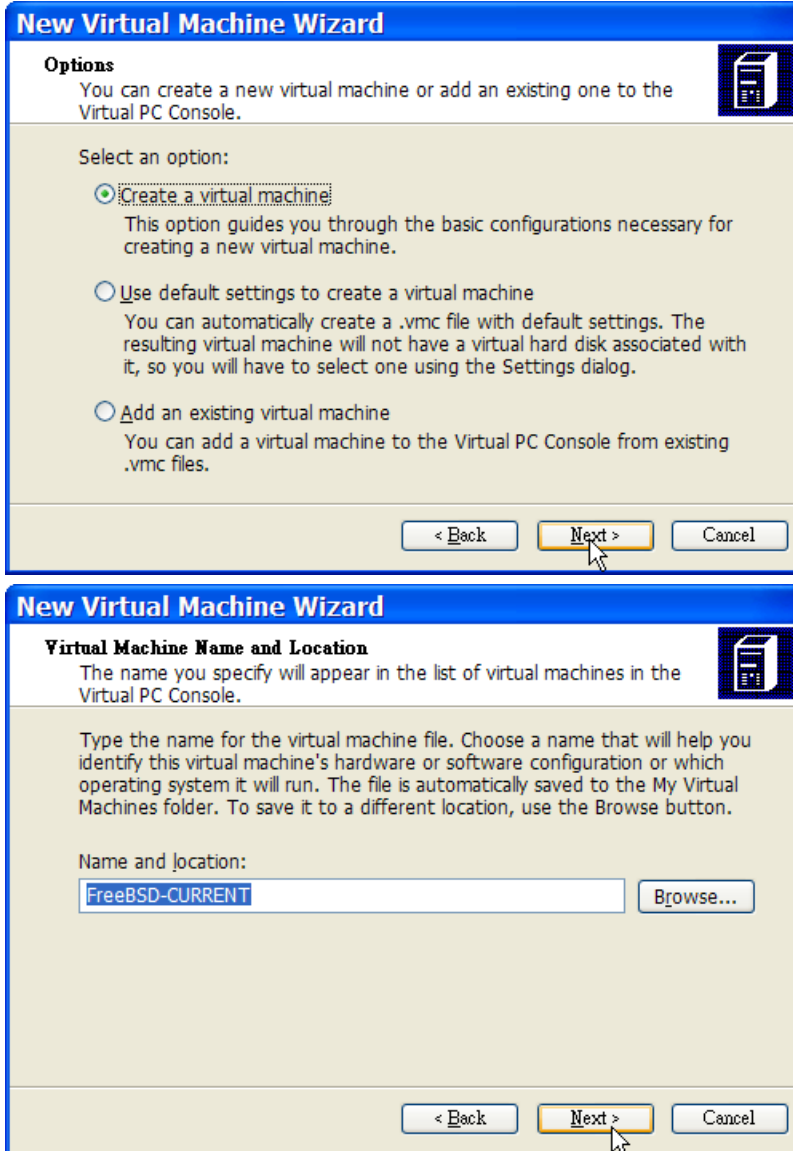 New Virtual Machine Wizard
Options
You can create a new virtual machine or add an existing one to the
Virtual PC Console.
Select an option:
Create a virtual machine
This option guides you through the basic configurations necessary for
creating a new virtual machine.
Use default settings to create a virtual machine
You can automatically create a .vmc file with default settings. The
resulting virtual machine will not have a virtual hard disk associated with
it, so you will have to select one using the Settings dialog.
Add an existing virtual machine
You can add a virtual machine to the Virtual PC Console from existing
.vmc files.
< Back Next > Cancel
New Virtual Machine Wizard
Virtual Machine Name and Location
The name you specify will appear in the list of virtual machines in the
Virtual PC Console.
Type the name for the virtual machine file. Choose a name that will help you
identify this virtual machine's hardware or software configuration or which
operating system it will run. The file is automatically saved to the My Virtual
Machines folder. To save it to a different location, use the Browse button.
Name and location:
FreeBSD-CURRENT Browse...
< Back Next > Cancel